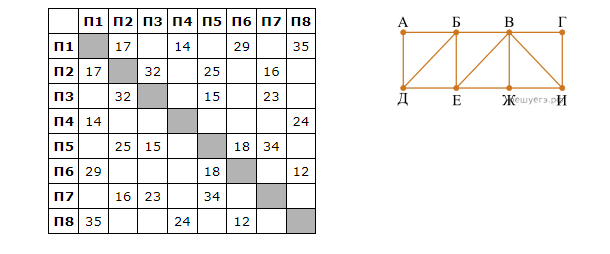 П1 П2 П3 П4 П5 П6 П7 П8
П1 17 14 29 35
П2 17 32 25 16
П3 32 15 23
П4 14 24
П5 25 15 18 34
П6 29 18 12
П7 16 23 34
П8 35 24 12
А Б В Г
Д Е Ж И